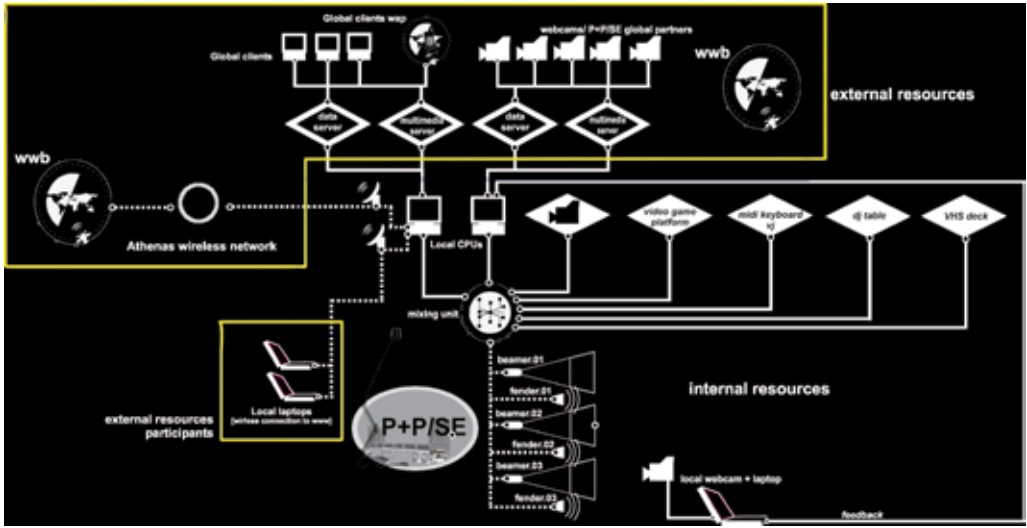 Global clients wap
webcams/ P+P/SE global partners
Global clients
wwb
external resources
data
server
multimedia
server
data
server
multimedia
server
wwb
Athenas wireless network
Local CPUs
video game
platform
midi keyboard
vj
dj table
VHS deck
mixing unit
beamer.01
fender.01
beamer.02
fender.02
beamer.03
fender.03
internal resources
Local laptops
[wirless connection to www]
external resources
participants
P+P/SE
local webcam + laptop
feedback